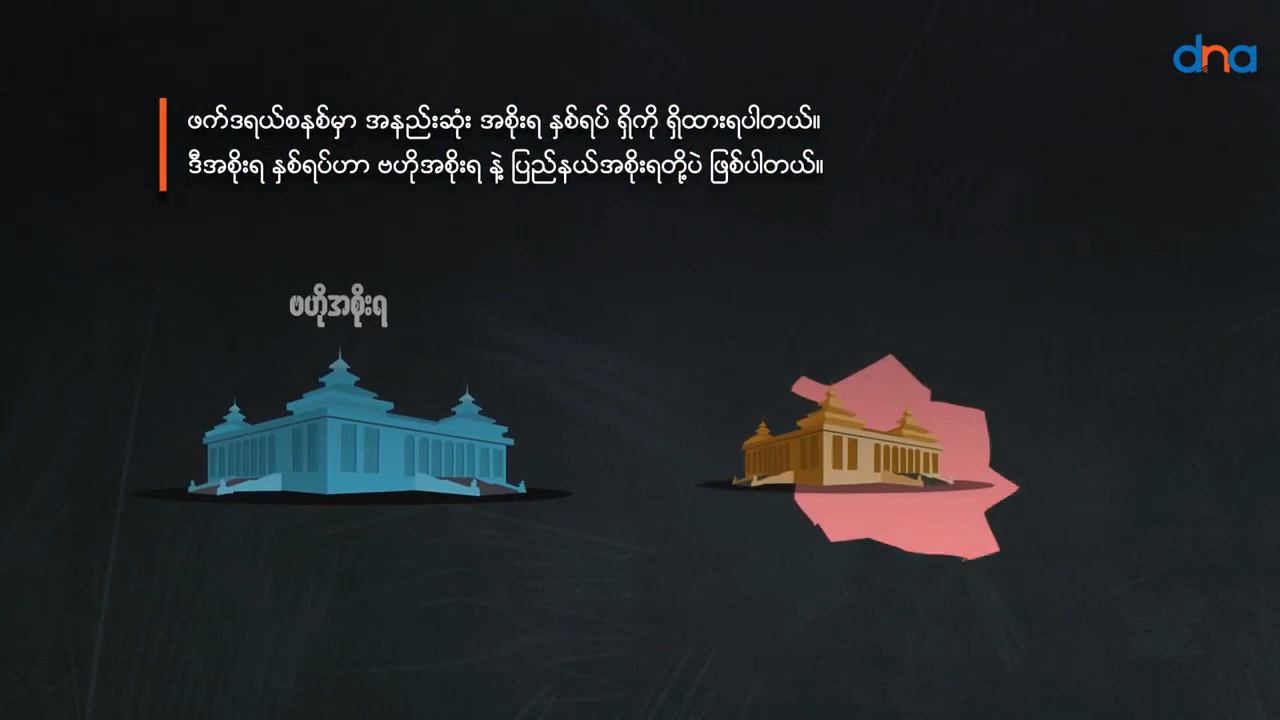 dna
ဖက်ဒရယ်စနစ်မှာ အနည်းဆုံး အစိုးရ နှစ်ရပ် ရှိကို ရှိထားရပါတယ်။
ဒီအစိုးရ နှစ်ရပ်ဟာ ဗဟိုအစိုးရ နဲ့ ပြည်နယ်အစိုးရတို့ပဲ ဖြစ်ပါတယ်။
ဗဟိုအစိုးရ